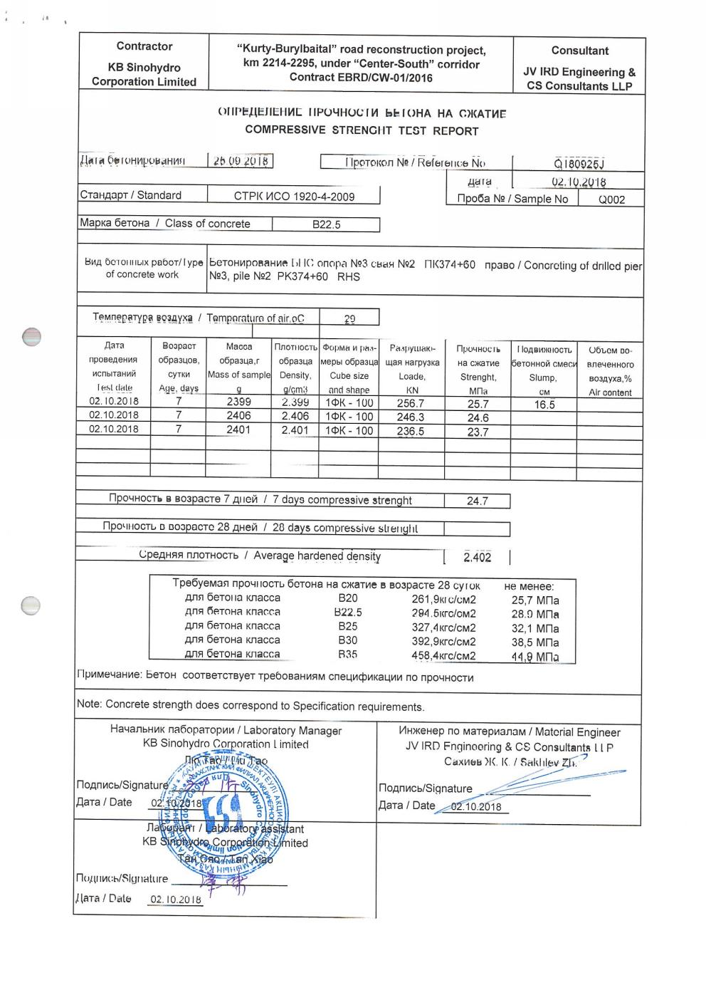 Contractor
KB Sinohydro
Corporation Limited
“Kurty-Burylbaital” road reconstruction project,
km 2214-2295, under “Center-South” corridor
Contract EBRD/CW-01/2016
Consultant
JV IRD Engineering &
CS Consultants LLP
ОПРЕДЕЛЕНИЕ ПРОЧНОСТИ БЕТОНА НА СЖАТИЕ
COMPRESSIVE STRENGHT TEST REPORT
Дата бетонирования 25.09.2018 Протокол № / Reference No Q180925J
дата 02.10.2018
Стандарт / Standard СТРК ИСО 1920-4-2009 Проба № / Sample No Q002
Марка бетона / Class of concrete B22.5
Вид бетонных работ/Type
of concrete work
Бетонирование БНС опора №3 свая №2 ПК374+60 право / Concreting of drilled pier
№3, pile №2 PK374+60 RHS
Температура воздуха / Temporature of air,oC 29
Дата
проведения
испытаний
Test date
Возраст
образцов,
сутки
Age, days
Масса
образца,г
Mass of sample
g
Плотность
образца
Density,
g/gm3
Форма и раз-
меры образца
Cube size
and shape
Разрушаю-
щая нагрузка
Loade,
KN
Прочность
на сжатие
Strenght,
МПа
Подвижность
бетонной смеси
Slump,
см
Объем во-
влеченного
воздуха,%
Air content
02.10.2018 7 2399 2.399 1ФК - 100 256.7 25.7 16.5
02.10.2018 7 2406 2.406 1ФК - 100 246.3 24.6
02.10.2018 7 2401 2.401 1ФК - 100 236.5 23.7
Прочность в возрасте 7 дней / 7 days compressive strenght 24.7
Прочность в возрасте 28 дней / 28 days compressive strenght
Средняя плотность / Average hardened density 2.402
Требуемая прочность бетона на сжатие в возрасте 28 суток не менее:
для бетона класса B20 261,9кгс/см2 25,7 МПа
для бетона класса B22.5 294.5кгс/см2 28.9 МПа
для бетона класса B25 327,4кгс/см2 32,1 МПа
для бетона класса B30 392,9кгс/см2 38,5 МПа
для бетона класса B35 458,4кгс/см2 44,9 МПа
Примечание: Бетон соответствует требованиям спецификации по прочности
Note: Concrete strength does correspond to Specification requirements.
Начальник лаборатории / Laboratory Manager
KB Sinohydro Corporation Limited
Лю Тао / Liu Tao
Подпись/Signature
Дата / Date 02.10.2018
Инженер по материалам / Material Engineer
JV IRD Engineering & CS Consultants LLP
Сахиев Ж. К. / Sakhiev Zh.
Подпись/Signature
Дата / Date 02.10.2018
Лаборант / Laboratory assistant
KB Sinohydro Corporation Limited
Тан Сяо / Tan Xiao
Подпись/Signature
Дата / Date 02.10.2018